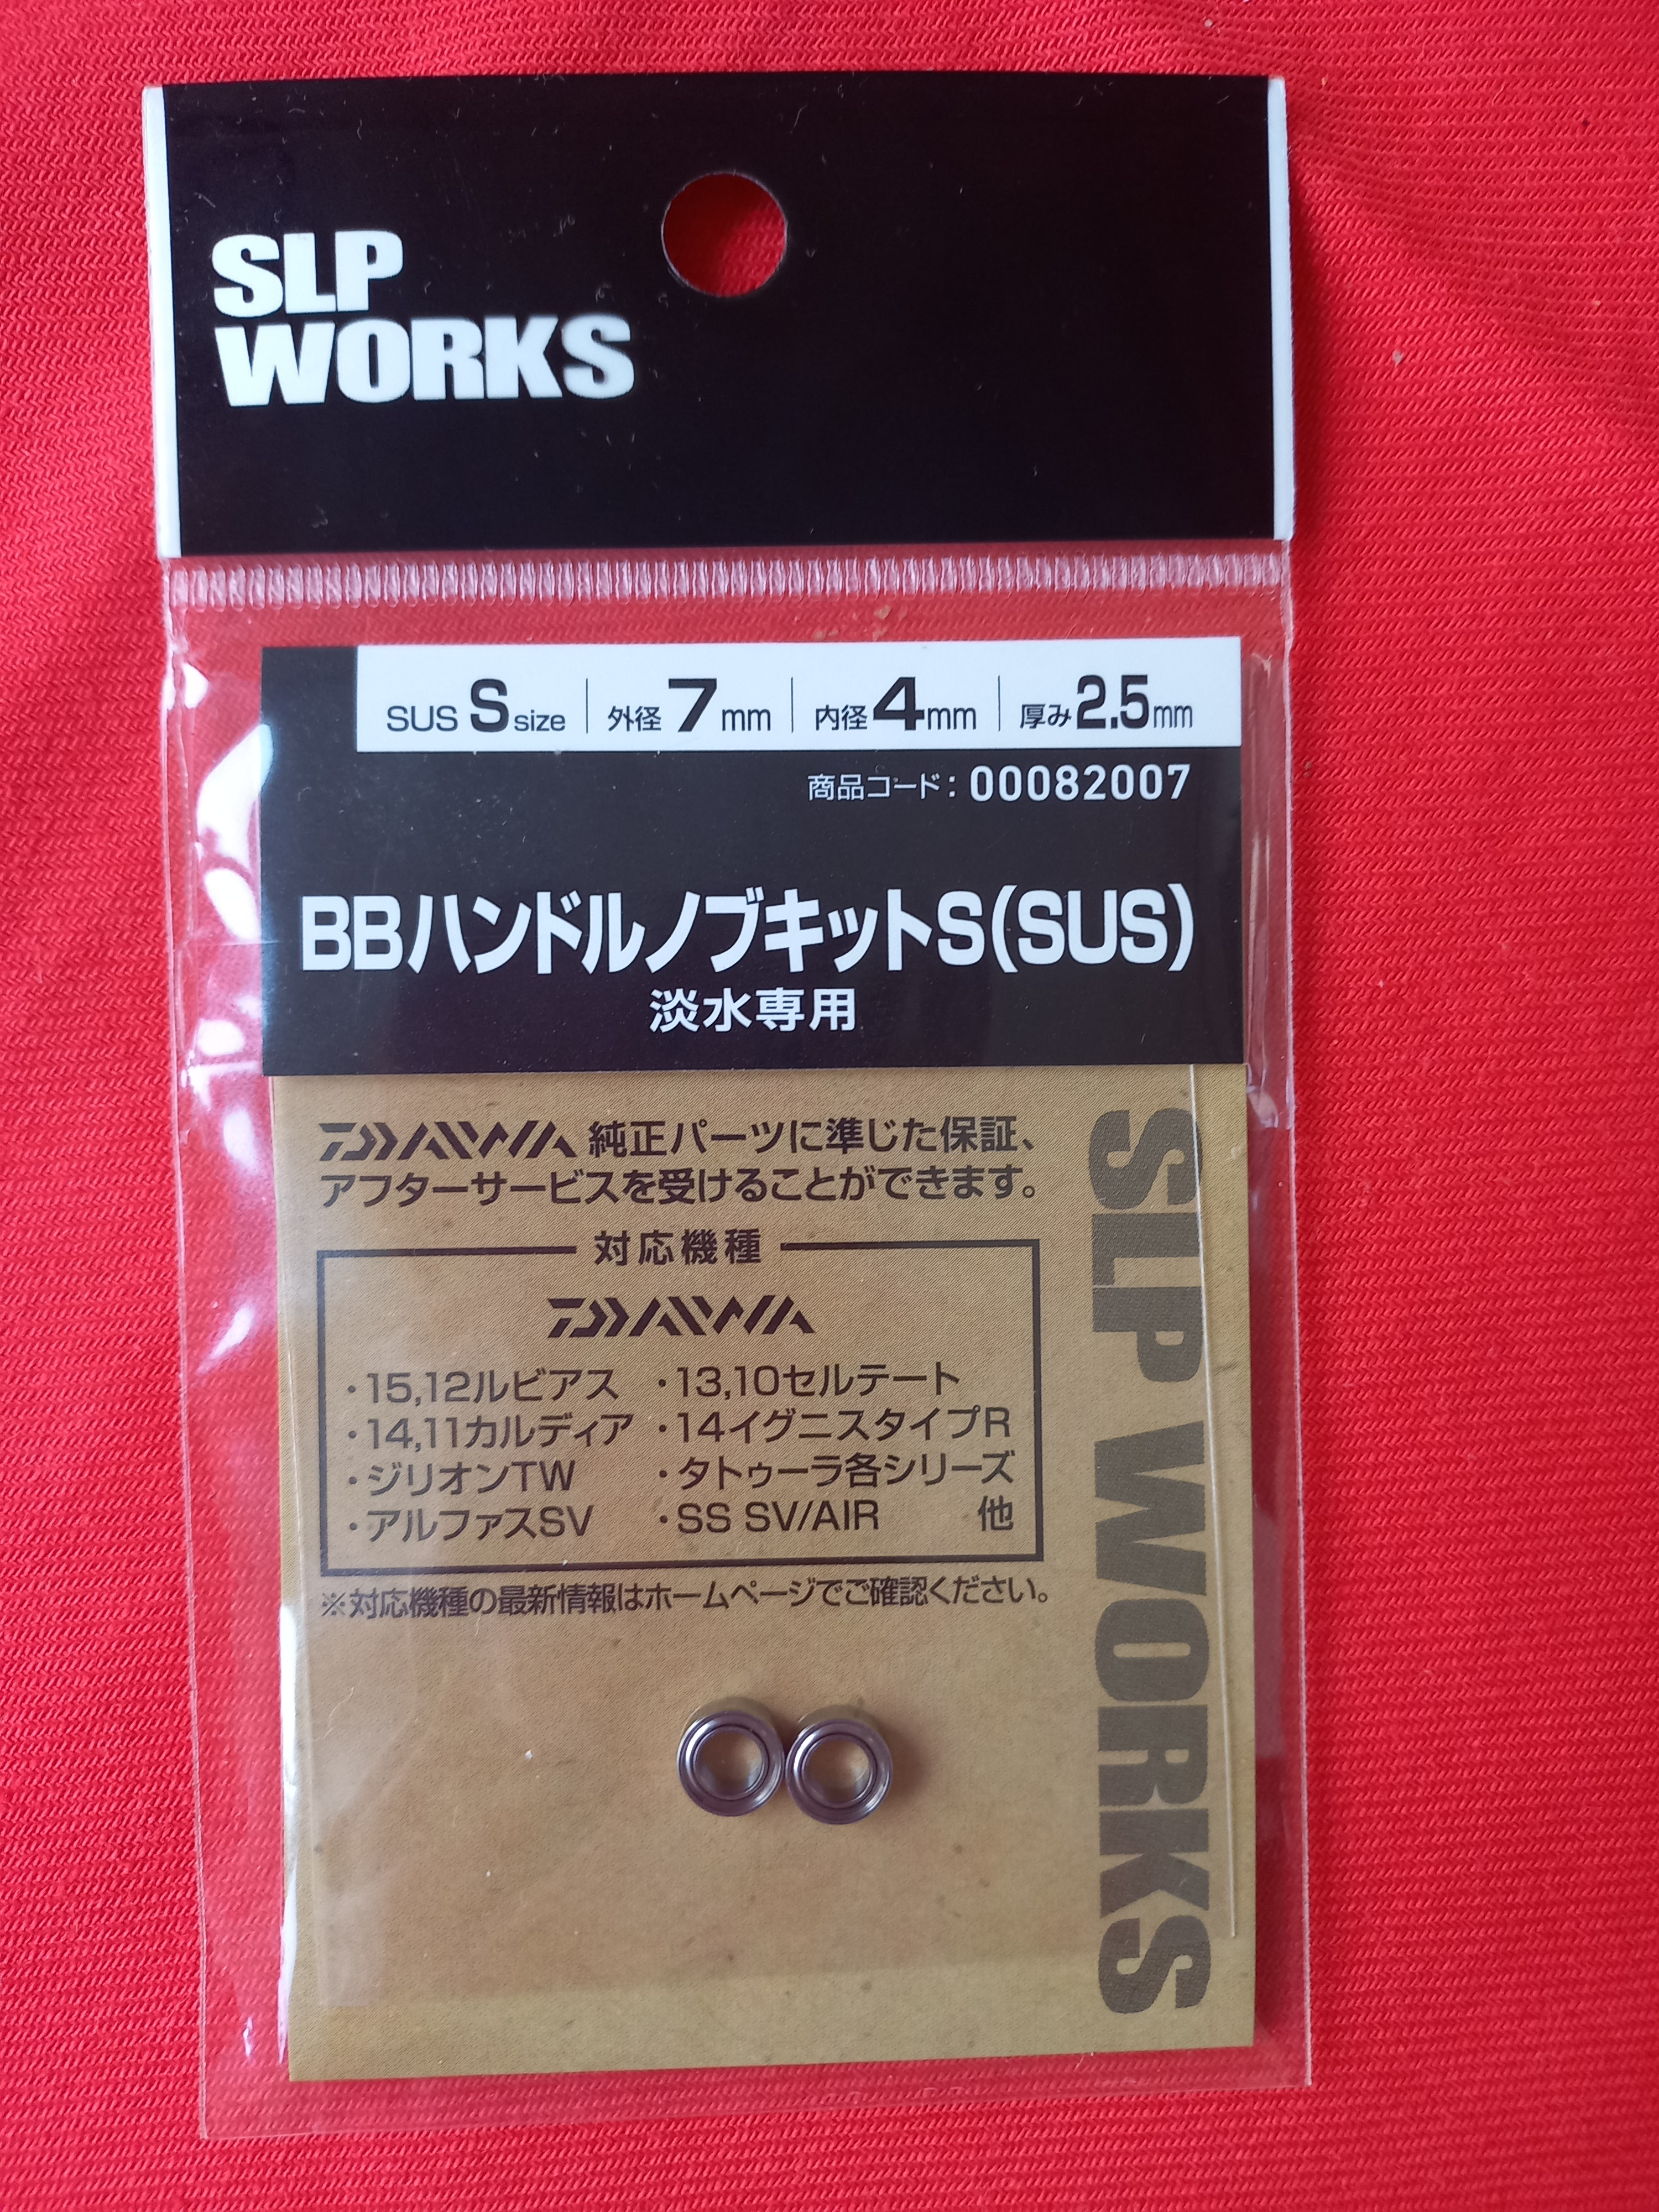 SLP
WORKS
SUS S size 外径 7mm 内径 4mm 厚み 2.5mm
商品コード: 00082007
BBハンドルノブキットS(SUS)
淡水専用
DAIWA 純正パーツに準じた保証、
アフターサービスを受けることができます。
対応機種
DAIWA
・15,12ルビアス ・13,10セルテート
・14,11カルディア ・14イグニスタイプR
・ジリオンTW ・タトゥーラ各シリーズ
・アルファスSV ・SS SV/AIR 他
※対応機種の最新情報はホームページでご確認ください。
SLP WORKS